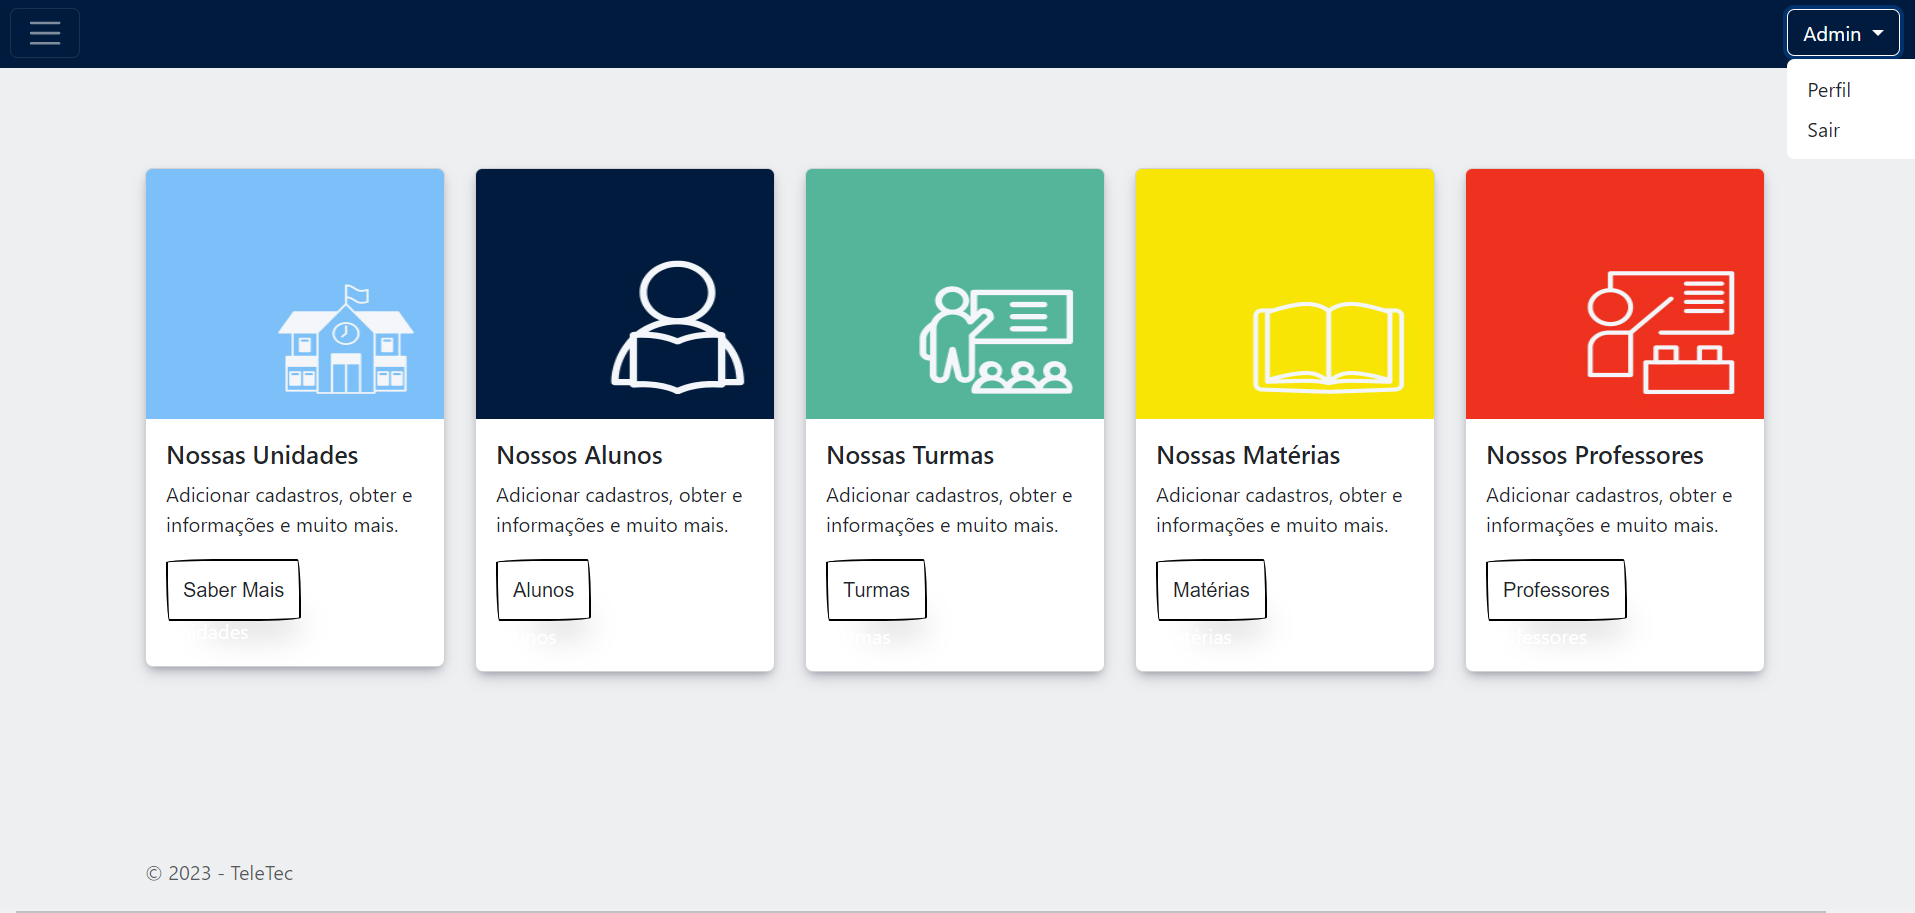 Admin
Perfil
Sair
Nossas Unidades
Adicionar cadastros, obter e
informações e muito mais.
Saber Mais
Nossos Alunos
Adicionar cadastros, obter e
informações e muito mais.
Alunos
Nossas Turmas
Adicionar cadastros, obter e
informações e muito mais.
Turmas
Nossas Matérias
Adicionar cadastros, obter e
informações e muito mais.
Matérias
Nossos Professores
Adicionar cadastros, obter e
informações e muito mais.
Professores
© 2023 - TeleTec